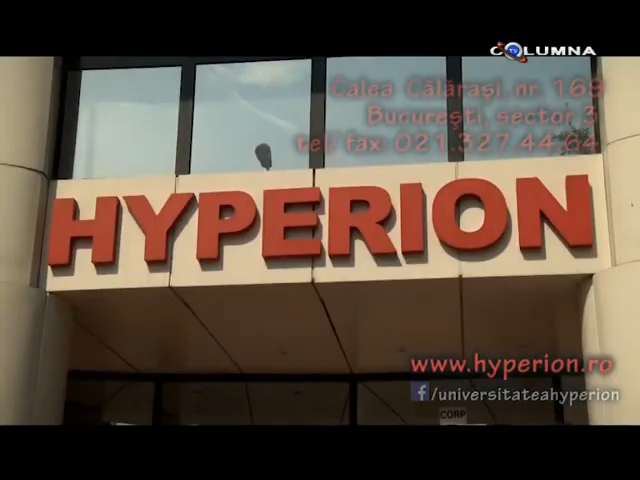 COLUMNA
TV
Calea Călărași, nr. 169
București, sector 3
tel/ fax: 021.327.44.64
HYPERION
www.hyperion.ro
f/universitateahyperion
CORP